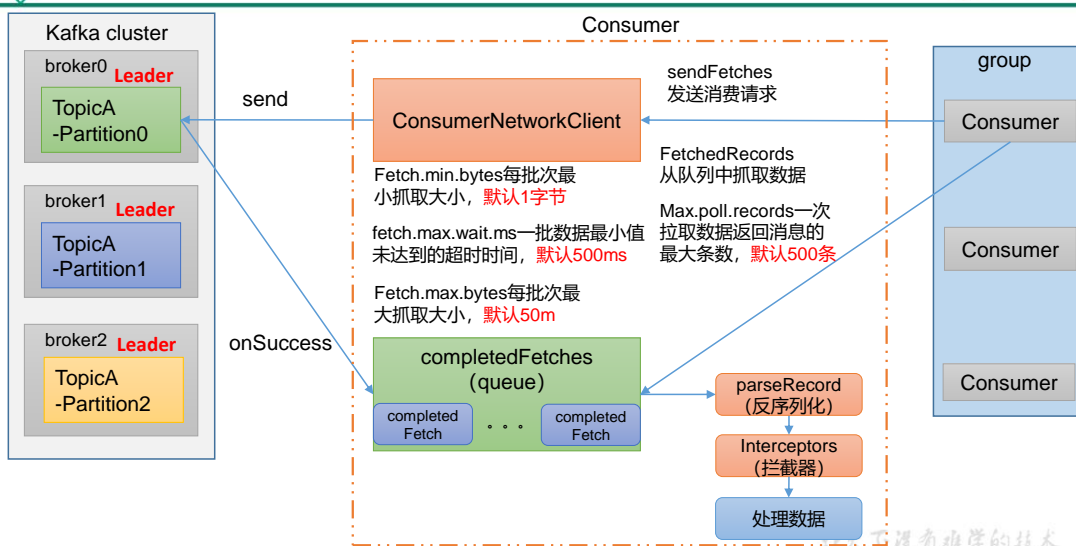 Kafka cluster
broker0
Leader
TopicA
-Partition0
broker1
Leader
TopicA
-Partition1
broker2
Leader
TopicA
-Partition2
send
onSuccess
Consumer
ConsumerNetworkClient
sendFetches
发送消费请求
Fetch.min.bytes每批次最
小抓取大小，默认1字节
fetch.max.wait.ms一批数据最小值
未达到的超时时间，默认500ms
Fetch.max.bytes每批次最
大抓取大小，默认50m
FetchedRecords
从队列中抓取数据
Max.poll.records一次
拉取数据返回消息的
最大条数，默认500条
completedFetches
（queue）
completed
Fetch
。。。
completed
Fetch
parseRecord
(反序列化)
Interceptors
(拦截器)
处理数据
group
Consumer
Consumer
Consumer
下没有难学的技术